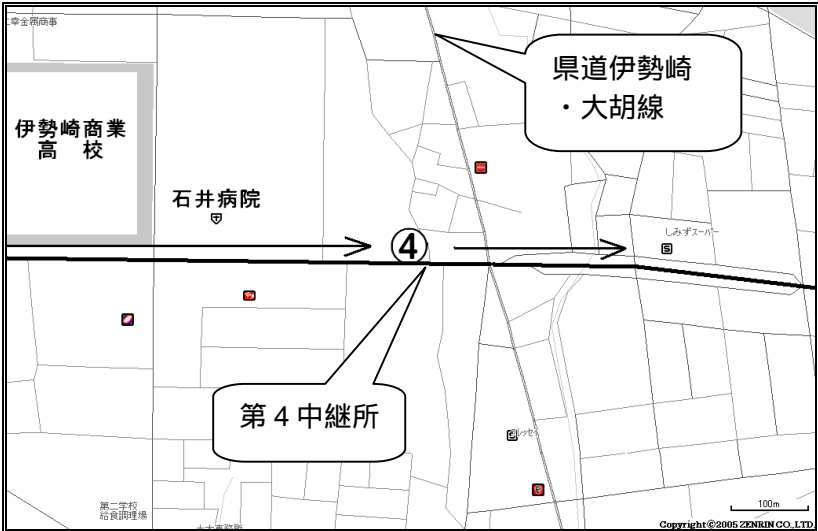 県道伊勢崎
・大胡線
伊勢崎商業
高　校
石井病院
④
しみずスーパー
S
第４中継所
第二学校
給食調理場
100m
Copyright©2005 ZENRIN CO.,LTD.